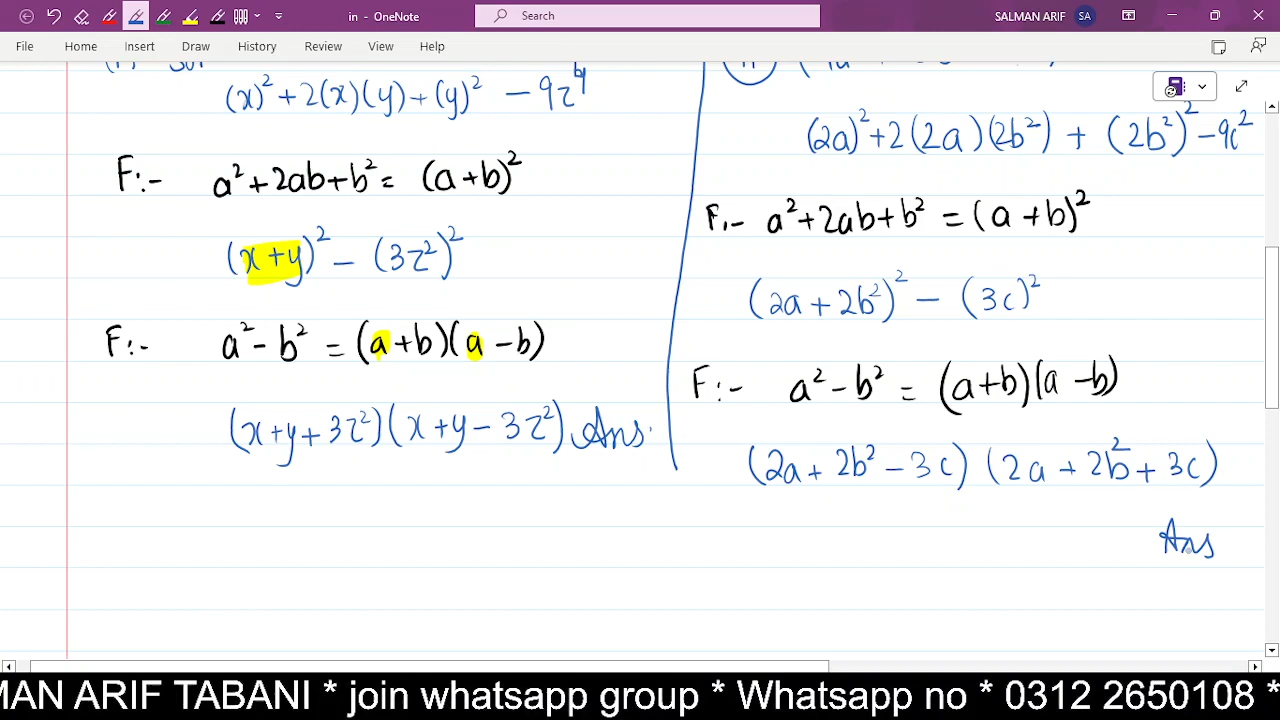 in - OneNote
Search
SALMAN ARIF SA
File Home Insert Draw History Review View Help
(x)² + 2(x)(y) + (y)² - 9z⁴
F:- a² + 2ab + b² = (a+b)²
(x+y)² - (3z²)²
F:- a² - b² = (a+b)(a-b)
(x+y+3z²)(x+y-3z²) Ans.
(2a)² + 2(2a)(2b²) + (2b²)² - 9c²
F:- a² + 2ab + b² = (a+b)²
(2a + 2b²)² - (3c)²
F:- a² - b² = (a+b)(a-b)
(2a + 2b² - 3c) (2a + 2b² + 3c)
Ans
MAN ARIF TABANI * join whatsapp group * Whatsapp no * 0312 2650108 *